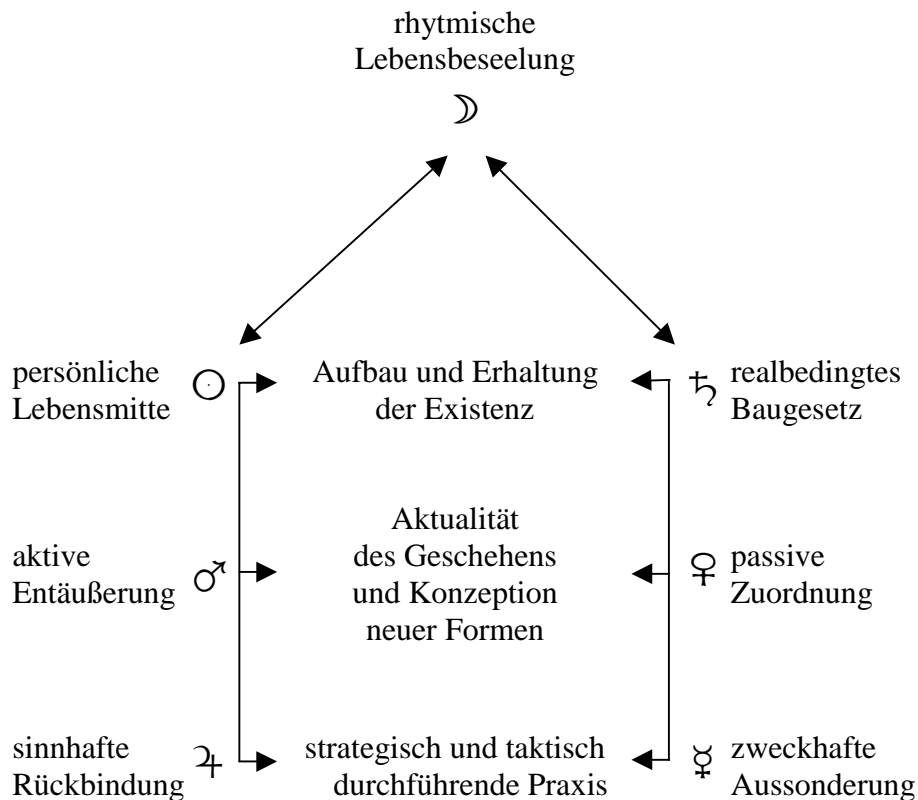 rhytmische
Lebensbeseelung
☽
persönliche
Lebensmitte
☉
Aufbau und Erhaltung
der Existenz
♄
realbedingtes
Baugesetz
aktive
Entäußerung
♂
Aktualität
des Geschehens
und Konzeption
neuer Formen
♀
passive
Zuordnung
sinnhafte
Rückbindung
♃
strategisch und taktisch
durchführende Praxis
☿
zweckhafte
Aussonderung